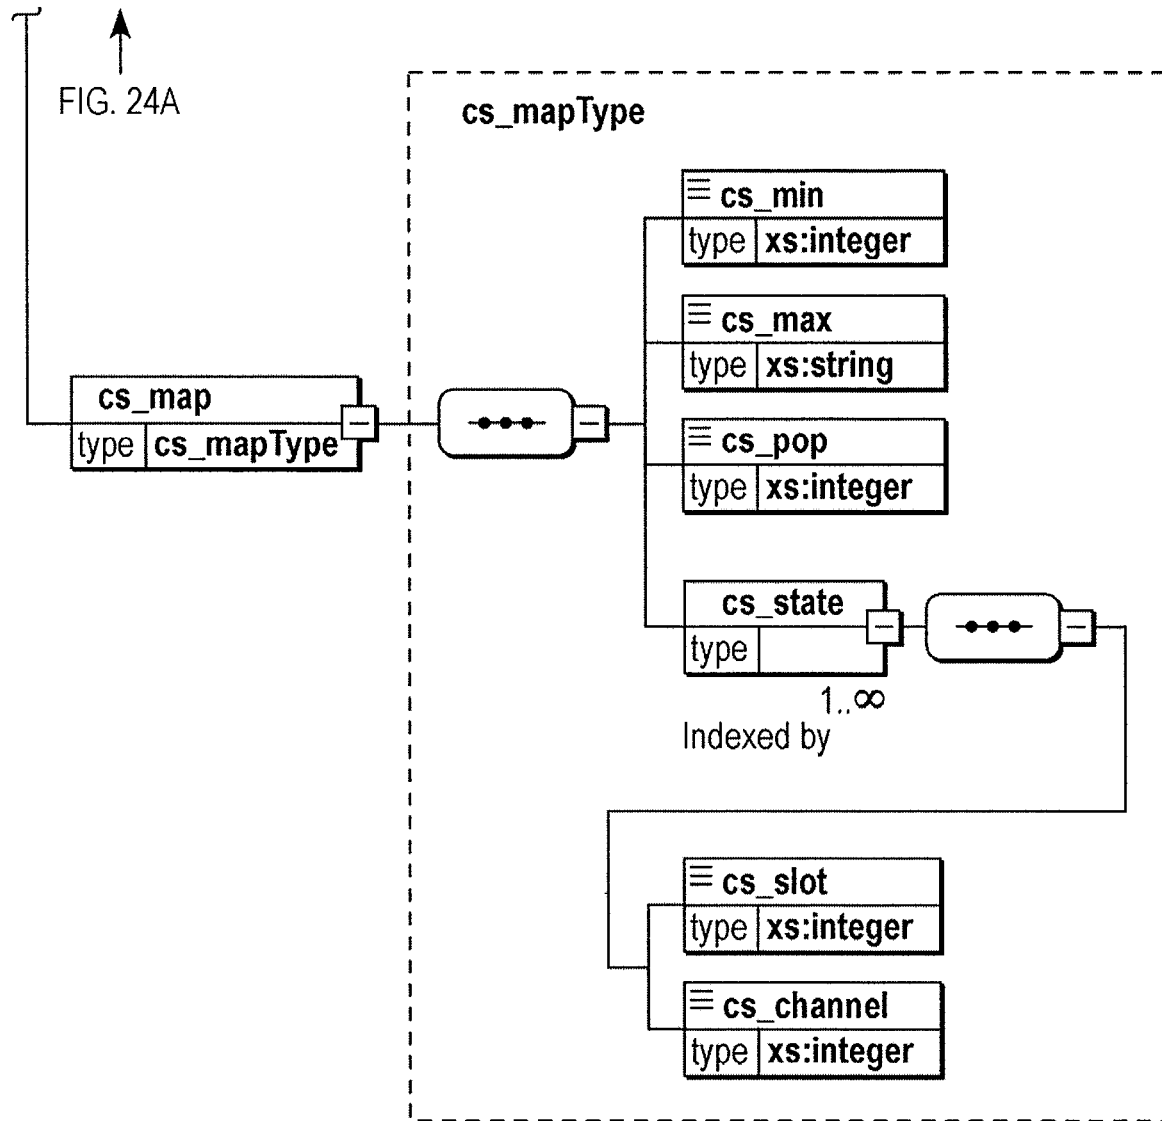 FIG. 24A
cs_mapType
cs_min
type xs:integer
cs_max
type xs:string
cs_map
type cs_mapType
cs_pop
type xs:integer
cs_state
type
1..∞
Indexed by
cs_slot
type xs:integer
cs_channel
type xs:integer